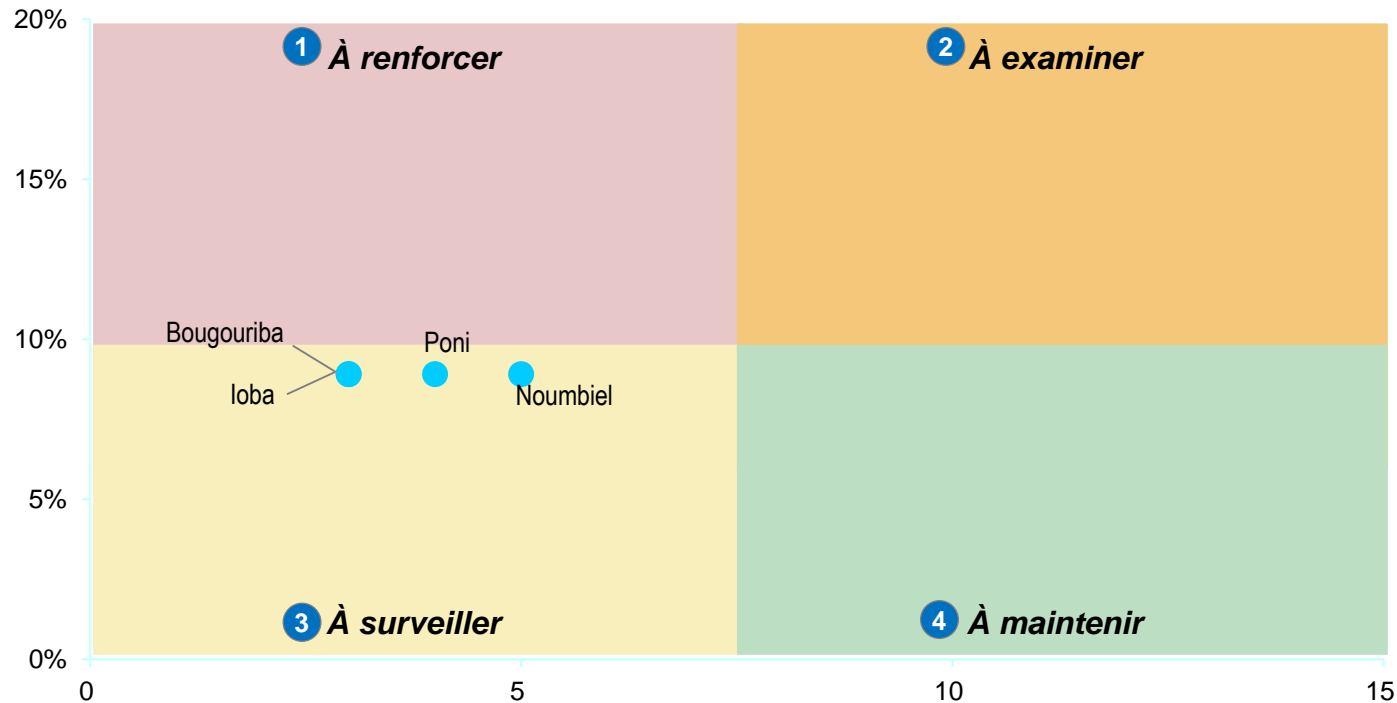 20%
1 À renforcer
2 À examiner
15%
Bougouriba
10%
Poni
Ioba
Noumbiel
5%
3 À surveiller
4 À maintenir
0%
0 5 10 15